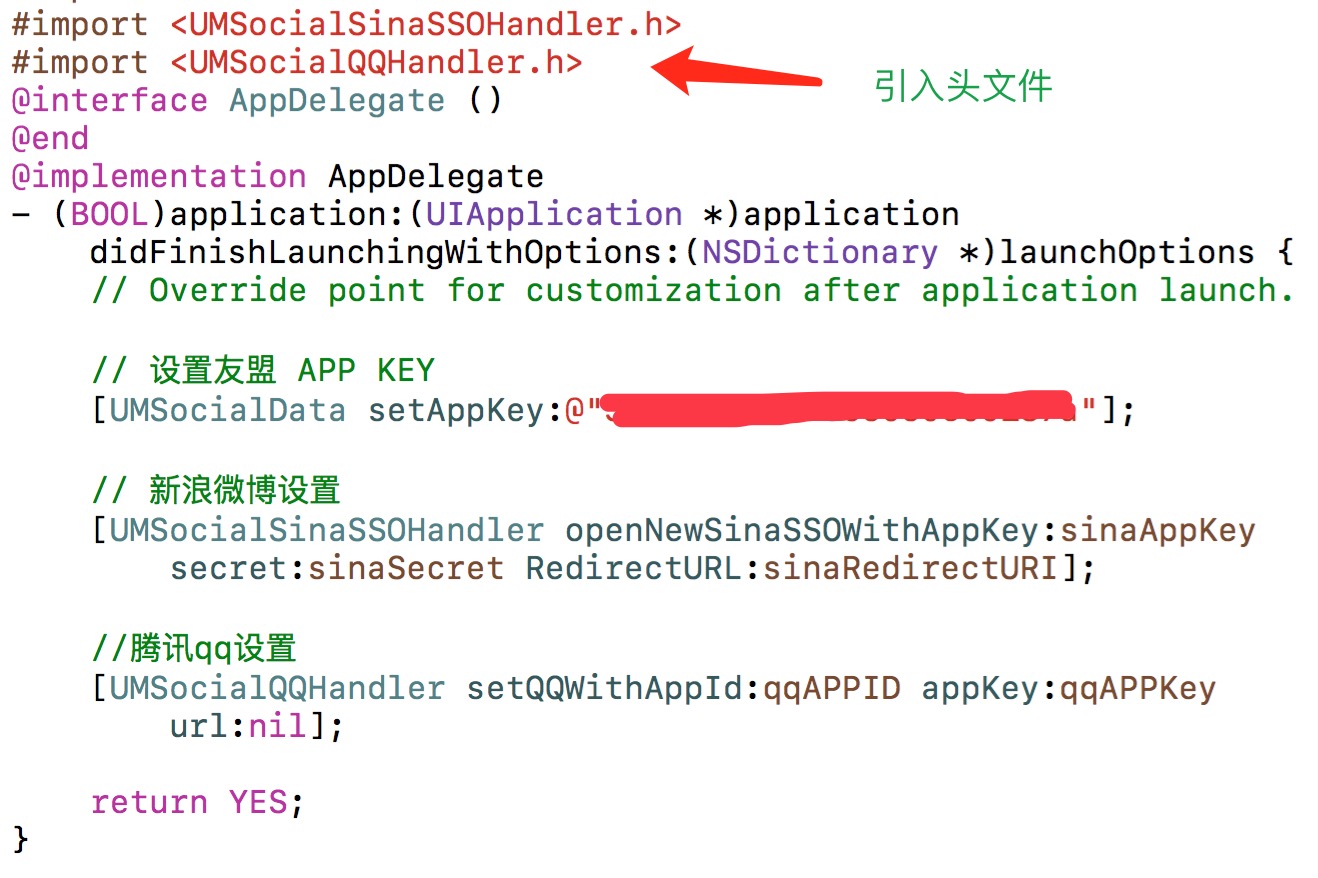 #import <UMSocialSinaSSOHandler.h>
#import <UMSocialQQHandler.h>
引入头文件
@interface AppDelegate ()
@end
@implementation AppDelegate
- (BOOL)application:(UIApplication *)application
didFinishLaunchingWithOptions:(NSDictionary *)launchOptions {
// Override point for customization after application launch.
// 设置友盟 APP KEY
[UMSocialData setAppKey:@""];
// 新浪微博设置
[UMSocialSinaSSOHandler openNewSinaSSOWithAppKey:sinaAppKey
secret:sinaSecret RedirectURL:sinaRedirectURI];
//腾讯qq设置
[UMSocialQQHandler setQQWithAppId:qqAPPID appKey:qqAPPKey
url:nil];
return YES;
}